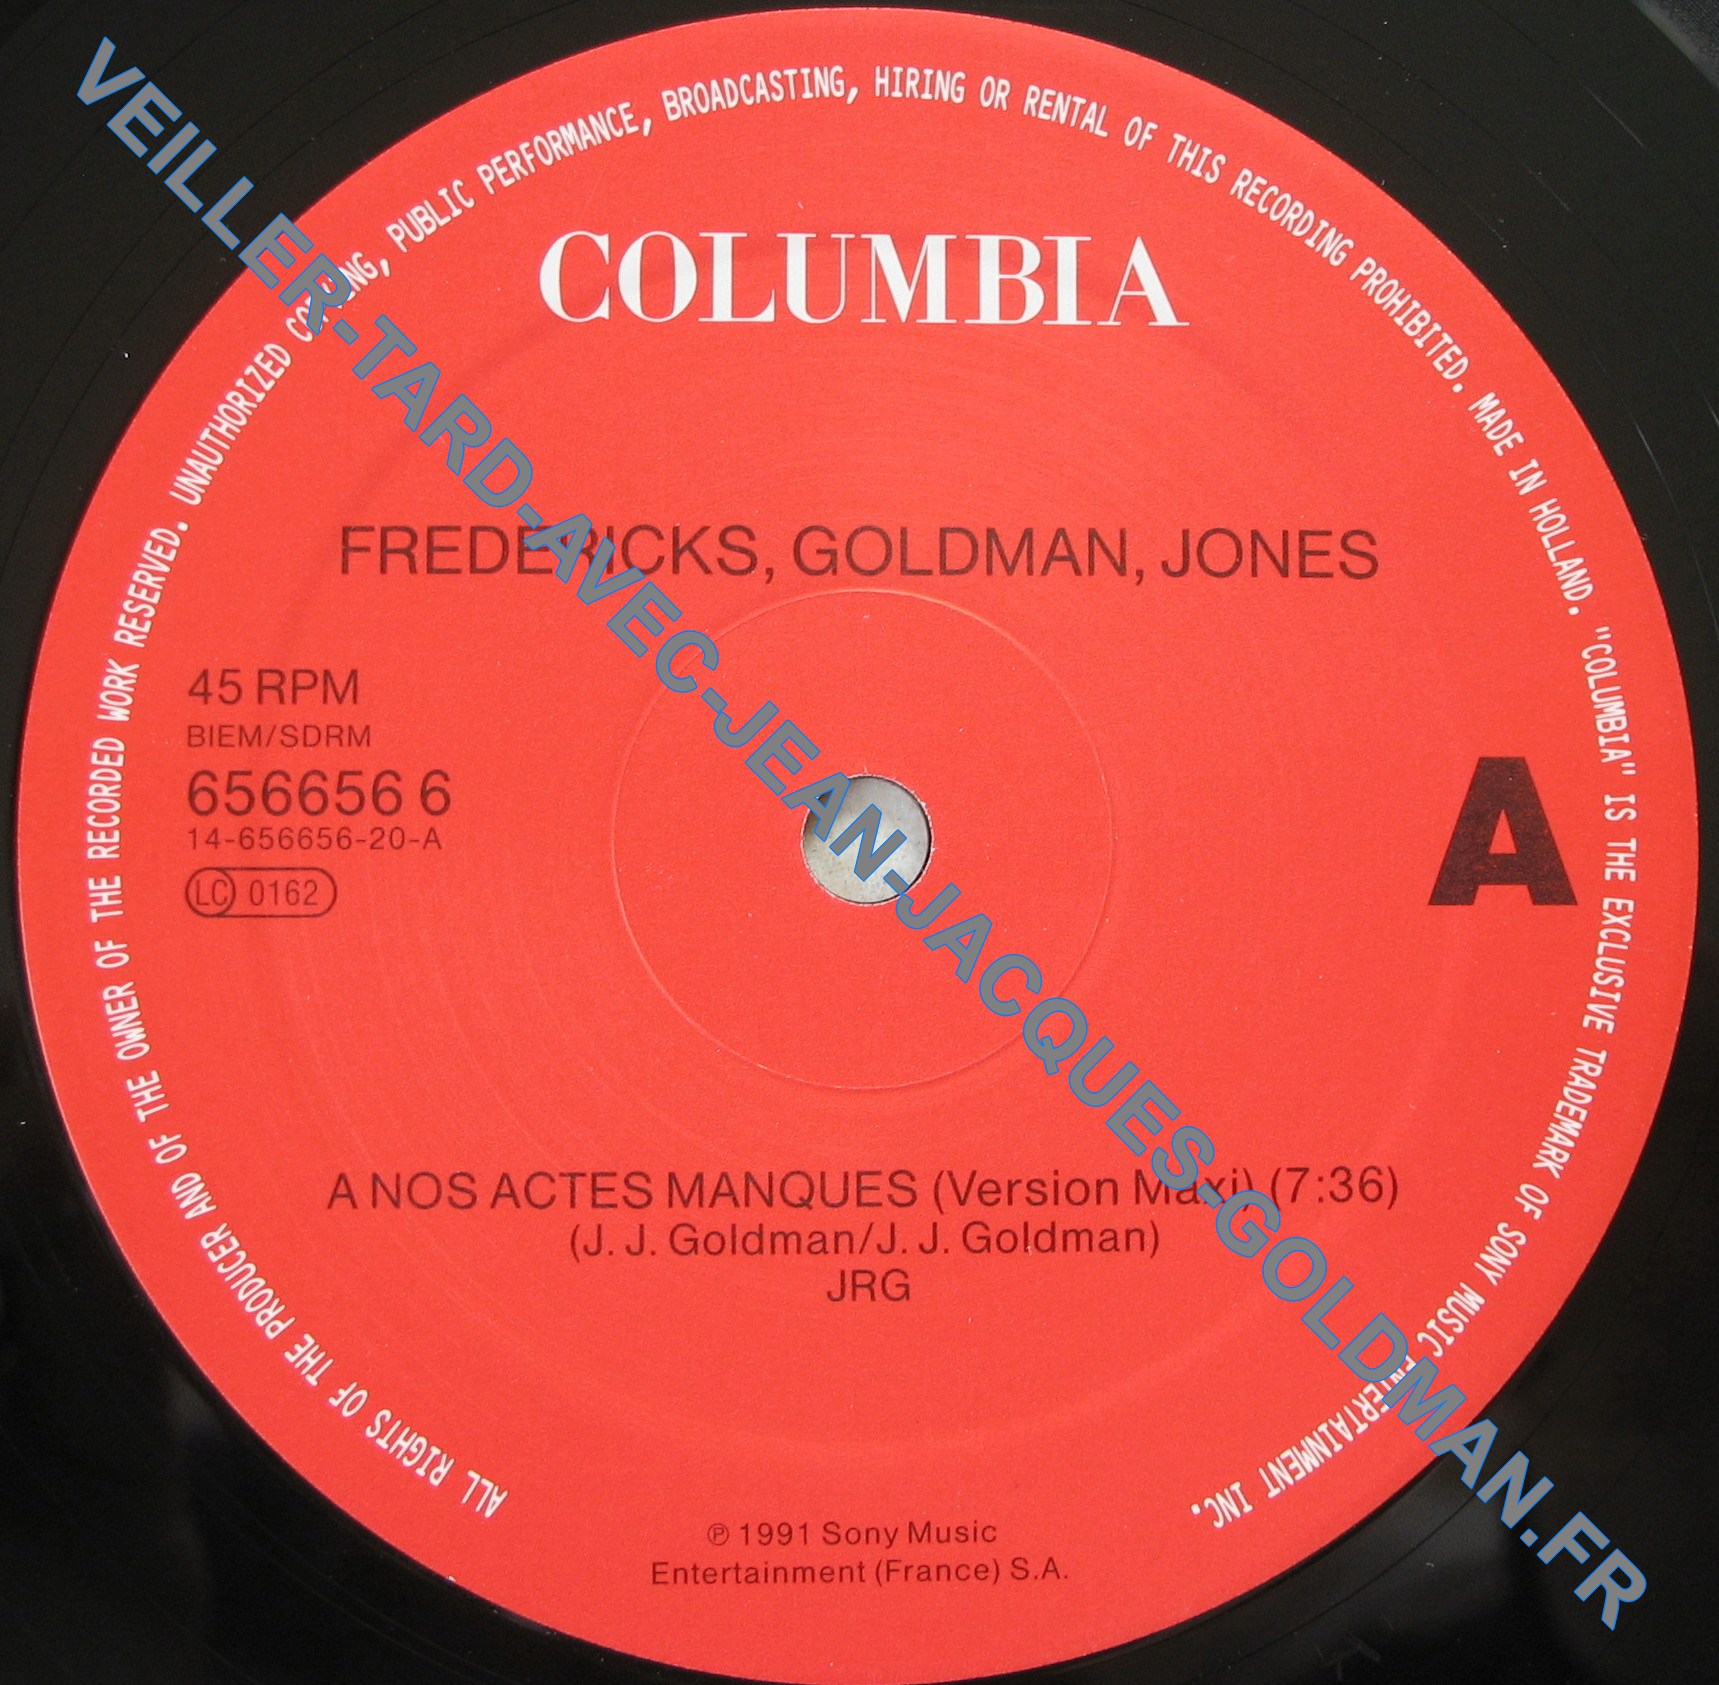 ALL RIGHTS OF THE PRODUCER AND OF THE OWNER OF THE RECORDED WORK RESERVED. UNAUTHORIZED COPYING, PUBLIC PERFORMANCE, BROADCASTING, HIRING OR RENTAL OF THIS RECORDING PROHIBITED. MADE IN HOLLAND. "COLUMBIA" IS THE EXCLUSIVE TRADEMARK OF SONY MUSIC ENTERTAINMENT INC.
COLUMBIA
FREDERICKS, GOLDMAN, JONES
45 RPM
BIEM/SDRM
656656 6
14-656656-20-A
LC 0162
A
A NOS ACTES MANQUES (Version Maxi) (7:36)
(J. J. Goldman/J. J. Goldman)
JRG
℗ 1991 Sony Music
Entertainment (France) S.A.
VEILLER-TARD-AVEC-JEAN-JACQUES-GOLDMAN.FR